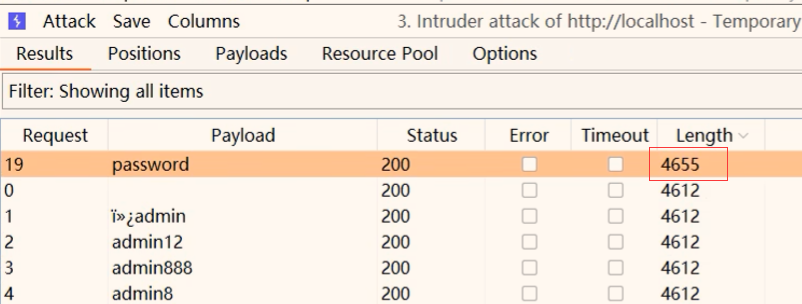 Attack Save Columns 3. Intruder attack of http://localhost - Temporary
Results Positions Payloads Resource Pool Options
Filter: Showing all items
Request Payload Status Error Timeout Length
19 password 200 4655
0 200 4612
1 ï»¿admin 200 4612
2 admin12 200 4612
3 admin888 200 4612
4 admin8 200 4612